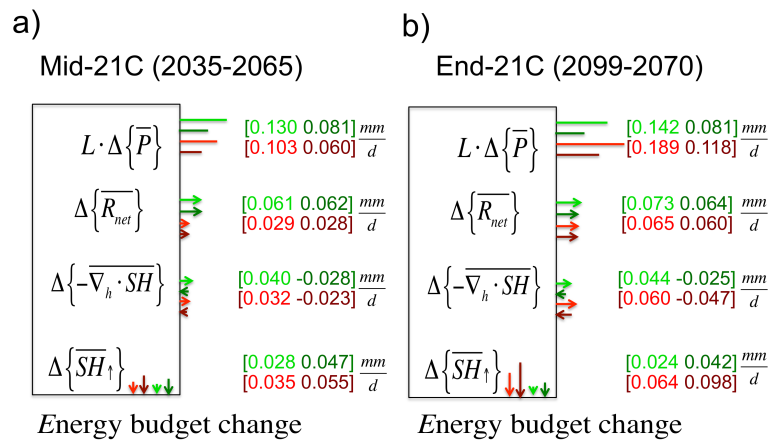 a)
Mid-21C (2035-2065)
L · Δ{P̅}
[0.130 0.081] mm/d
[0.103 0.060]
Δ{R̅n̅e̅t̅}
[0.061 0.062] mm/d
[0.029 0.028]
Δ{-∇ₕ · SH}
[0.040 -0.028] mm/d
[0.032 -0.023]
Δ{SH↑}
[0.028 0.047] mm/d
[0.035 0.055]
Energy budget change
b)
End-21C (2099-2070)
L · Δ{P̅}
[0.142 0.081] mm/d
[0.189 0.118]
Δ{R̅n̅e̅t̅}
[0.073 0.064] mm/d
[0.065 0.060]
Δ{-∇ₕ · SH}
[0.044 -0.025] mm/d
[0.060 -0.047]
Δ{SH↑}
[0.024 0.042] mm/d
[0.064 0.098]
Energy budget change